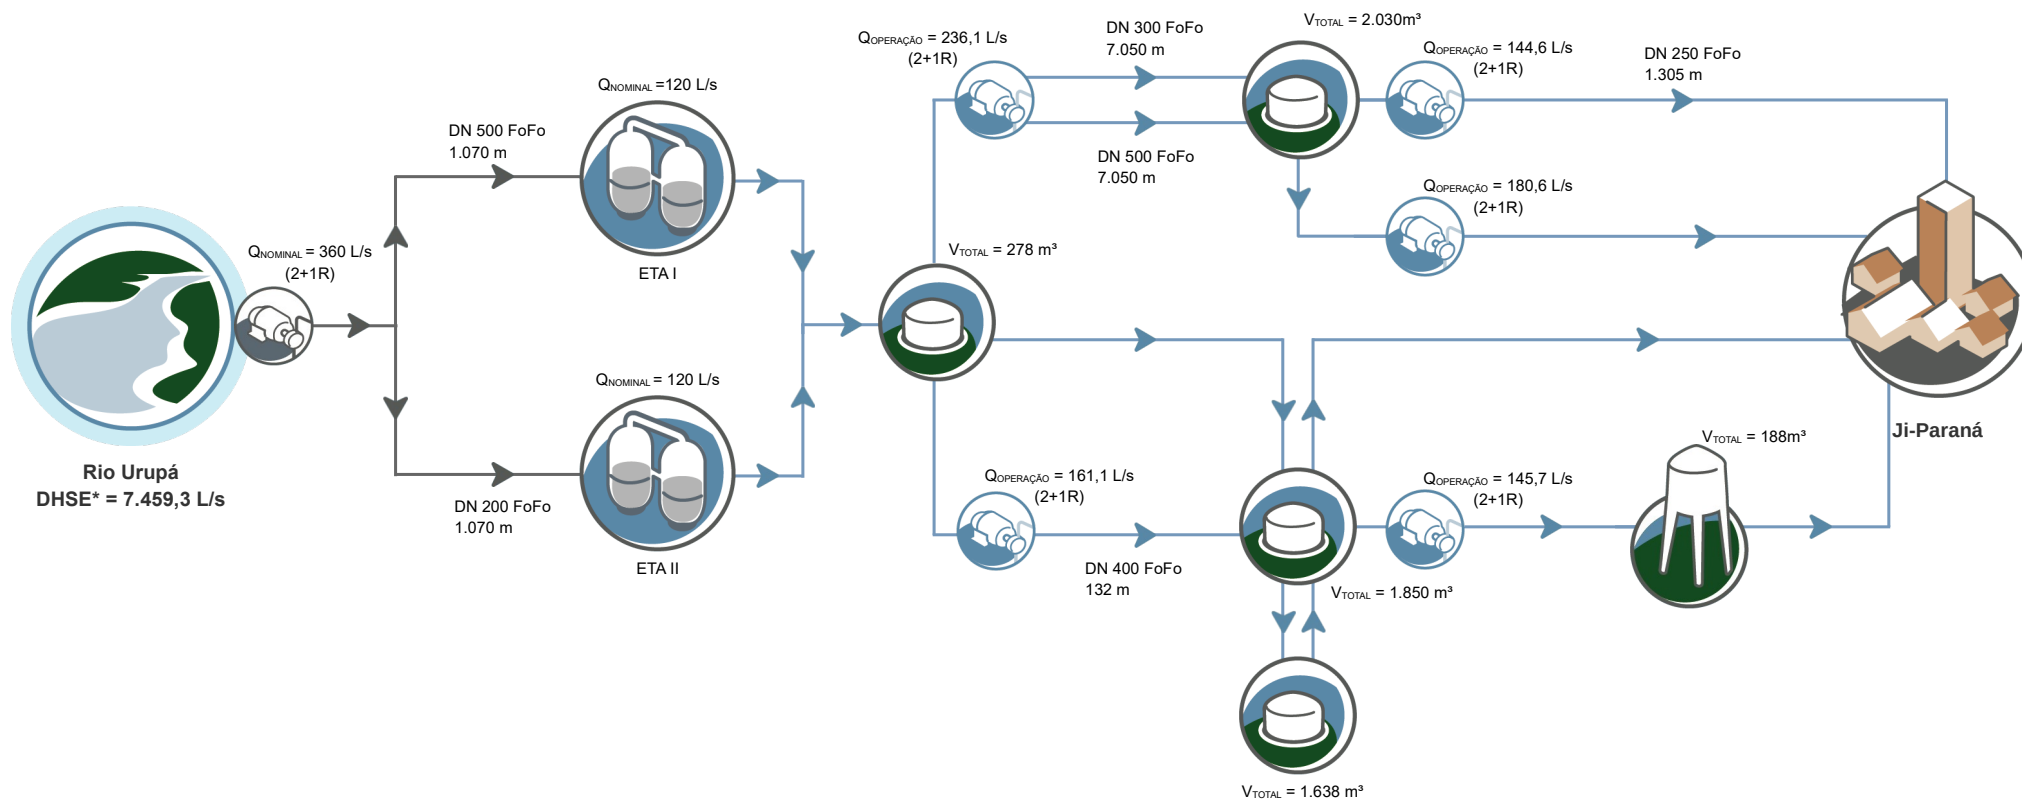 Rio Urupá
DHSE* = 7.459,3 L/s
QNOMINAL = 360 L/s
(2+1R)
DN 500 FoFo
1.070 m
QNOMINAL =120 L/s
ETA I
DN 200 FoFo
1.070 m
QNOMINAL = 120 L/s
ETA II
VTOTAL = 278 m³
QOPERAÇÃO = 236,1 L/s
(2+1R)
DN 300 FoFo
7.050 m
DN 500 FoFo
7.050 m
VTOTAL = 2.030m³
QOPERAÇÃO = 144,6 L/s
(2+1R)
DN 250 FoFo
1.305 m
QOPERAÇÃO = 180,6 L/s
(2+1R)
QOPERAÇÃO = 161,1 L/s
(2+1R)
DN 400 FoFo
132 m
VTOTAL = 1.850 m³
QOPERAÇÃO = 145,7 L/s
(2+1R)
VTOTAL = 188m³
Ji-Paraná
VTOTAL = 1.638 m³